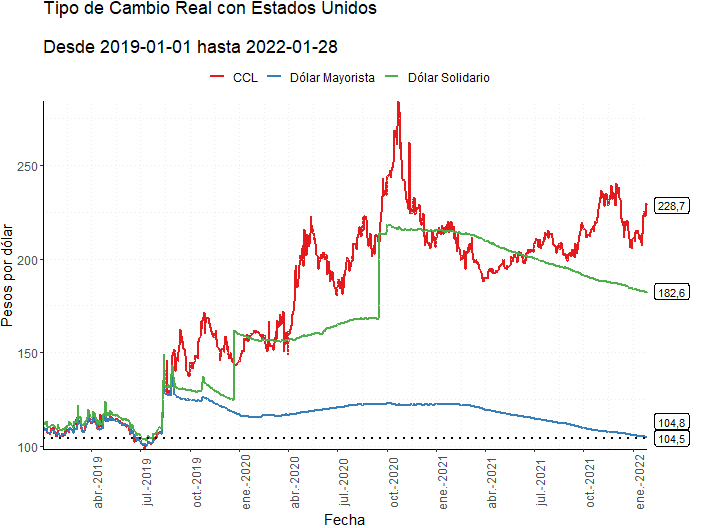 Tipo de Cambio Real con Estados Unidos
Desde 2019-01-01 hasta 2022-01-28
CCL Dólar Mayorista Dólar Solidario
Pesos por dólar
250
200
150
100
228,7
182,6
104,8
104,5
abr.-2019
jul.-2019
oct.-2019
ene.-2020
abr.-2020
jul.-2020
oct.-2020
ene.-2021
abr.-2021
jul.-2021
oct.-2021
ene.-2022
Fecha